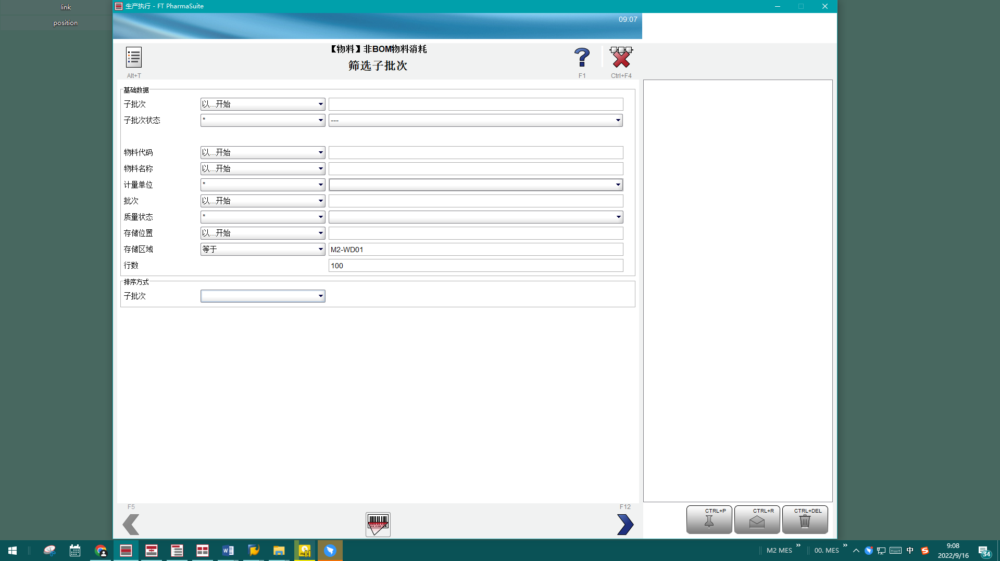 link
position
生产执行 - FT PharmaSuite
09:07
【物料】非BOM物料消耗
筛选子批次
Alt+T
F1
Ctrl+F4
基础数据
子批次 以...开始
子批次状态 * ---
物料代码 以...开始
物料名称 以...开始
计量单位 *
批次 以...开始
质量状态 *
存储位置 以...开始
存储区域 等于 M2-WD01
行数 100
排序方式
子批次
F5
F12
CTRL+P
CTRL+R
CTRL+DEL
M2 MES
00. MES
中
9:08
2022/9/16
34